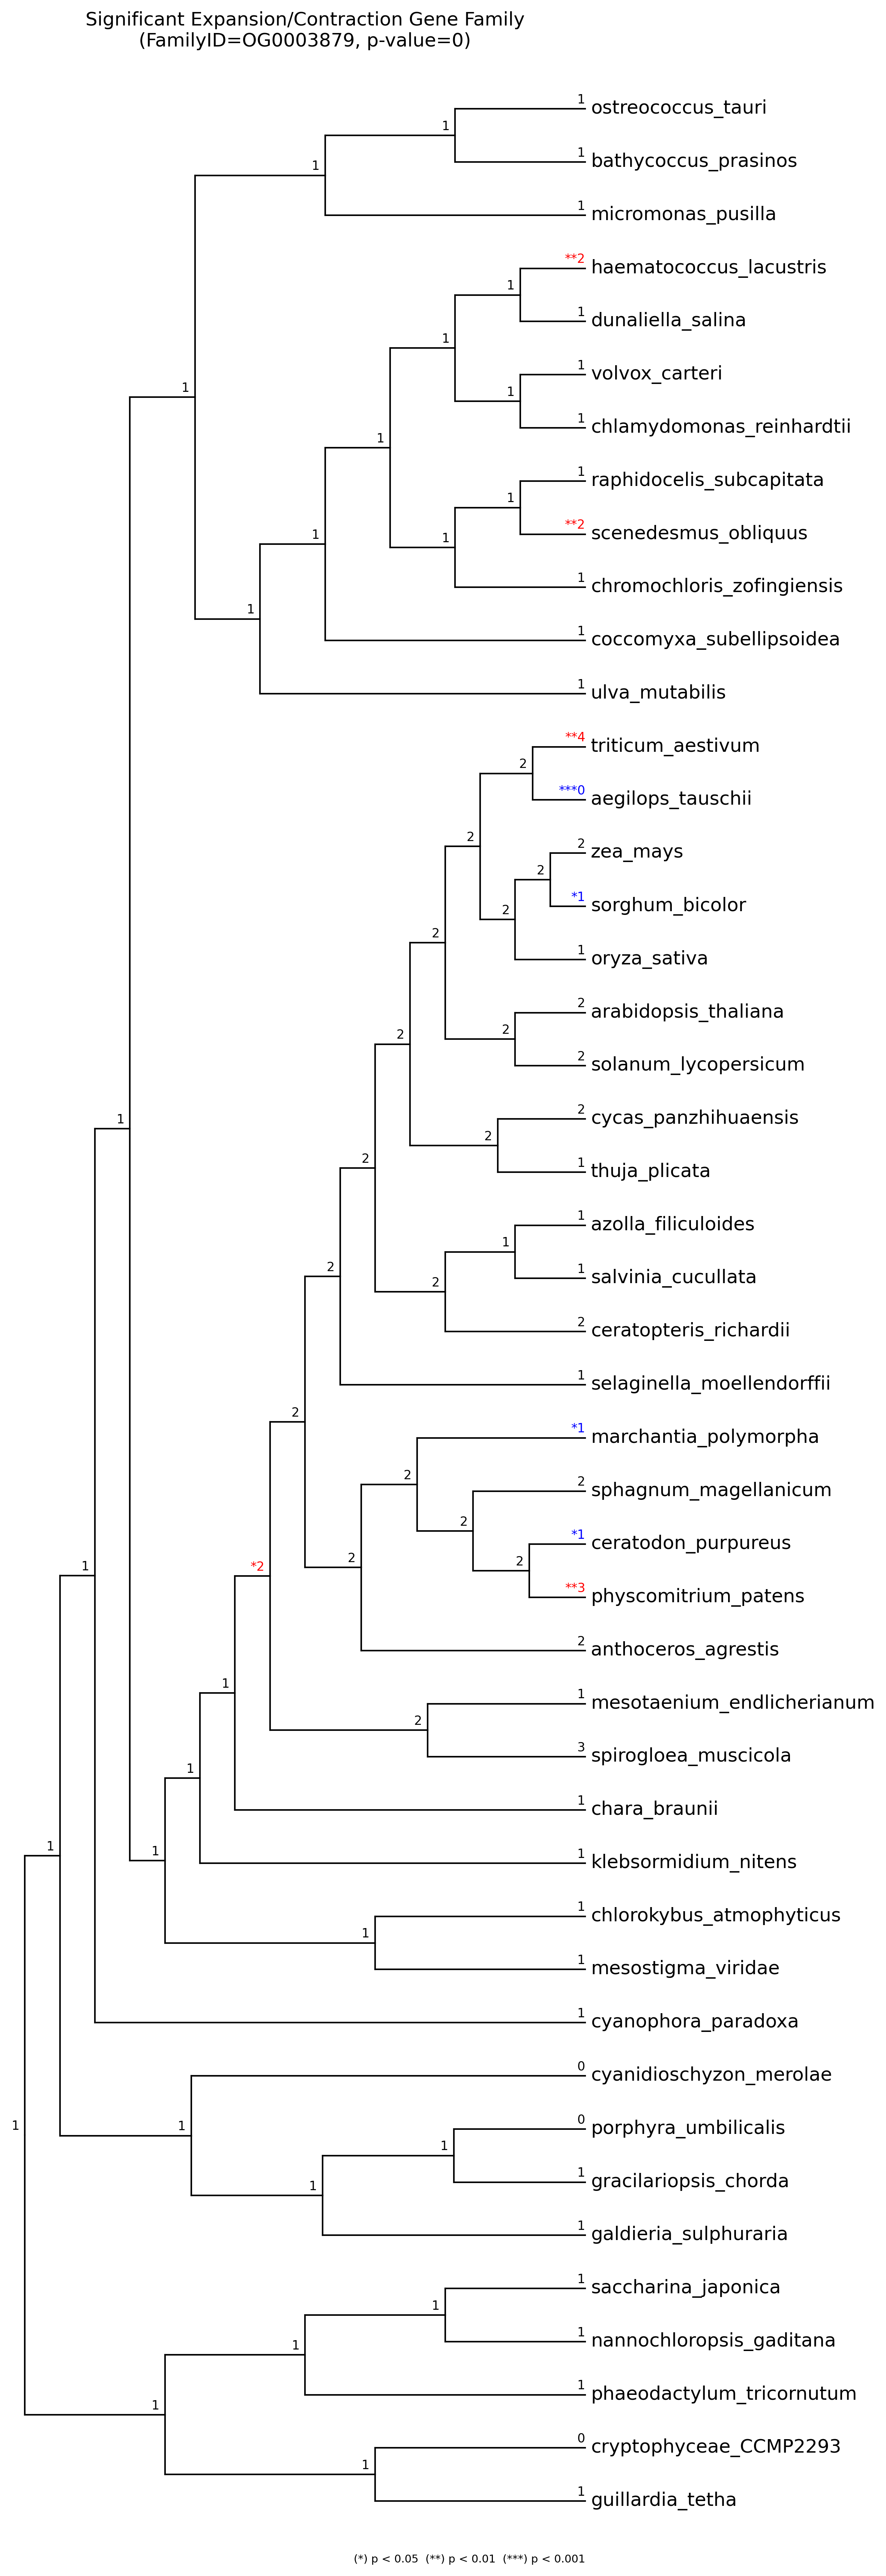 Significant Expansion/Contraction Gene Family
(FamilyID=OG0003879, p-value=0)
1
ostreococcus_tauri
1
1
bathycoccus_prasinos
1
1
micromonas_pusilla
**2
haematococcus_lacustris
1
1
dunaliella_salina
1
1
volvox_carteri
1
1
1
chlamydomonas_reinhardtii
1
1
raphidocelis_subcapitata
1
**2
scenedesmus_obliquus
1
1
1
chromochloris_zofingiensis
1
1
coccomyxa_subellipsoidea
1
ulva_mutabilis
**4
triticum_aestivum
2
***0
aegilops_tauschii
2
2
zea_mays
2
*1
sorghum_bicolor
2
2
1
oryza_sativa
2
arabidopsis_thaliana
2
2
2
solanum_lycopersicum
2
cycas_panzhihuaensis
1
2
2
1
thuja_plicata
1
azolla_filiculoides
1
2
1
salvinia_cucullata
2
2
ceratopteris_richardii
1
selaginella_moellendorffii
2
*1
marchantia_polymorpha
2
2
sphagnum_magellanicum
2
*1
ceratodon_purpureus
2
2
1
*2
**3
physcomitrium_patens
2
anthoceros_agrestis
1
1
mesotaenium_endlicherianum
2
3
spirogloea_muscicola
1
1
chara_braunii
1
1
1
klebsormidium_nitens
1
chlorokybus_atmophyticus
1
1
mesostigma_viridae
1
cyanophora_paradoxa
0
cyanidioschyzon_merolae
1
1
0
porphyra_umbilicalis
1
1
gracilariopsis_chorda
1
1
galdieria_sulphuraria
1
saccharina_japonica
1
1
nannochloropsis_gaditana
1
1
phaeodactylum_tricornutum
1
0
cryptophyceae_CCMP2293
1
1
guillardia_tetha
(*) p < 0.05  (**) p < 0.01  (***) p < 0.001